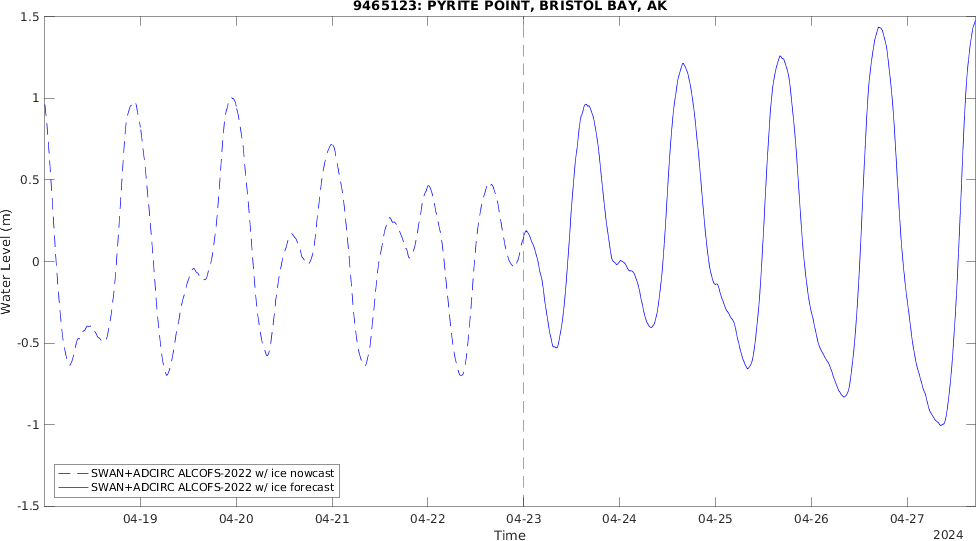 9465123: PYRITE POINT, BRISTOL BAY, AK
Water Level (m)
1.5
1
0.5
0
-0.5
-1
-1.5
SWAN+ADCIRC ALCOFS-2022 w/ ice nowcast
SWAN+ADCIRC ALCOFS-2022 w/ ice forecast
04-19 04-20 04-21 04-22 04-23 04-24 04-25 04-26 04-27
Time
2024